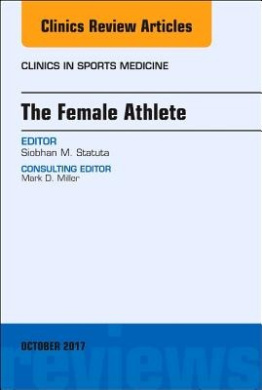 Clinics Review Articles
CLINICS IN SPORTS MEDICINE
The Female Athlete
EDITOR
Siobhan M. Statuta
CONSULTING EDITOR
Mark D. Miller
OCTOBER 2017
reviews